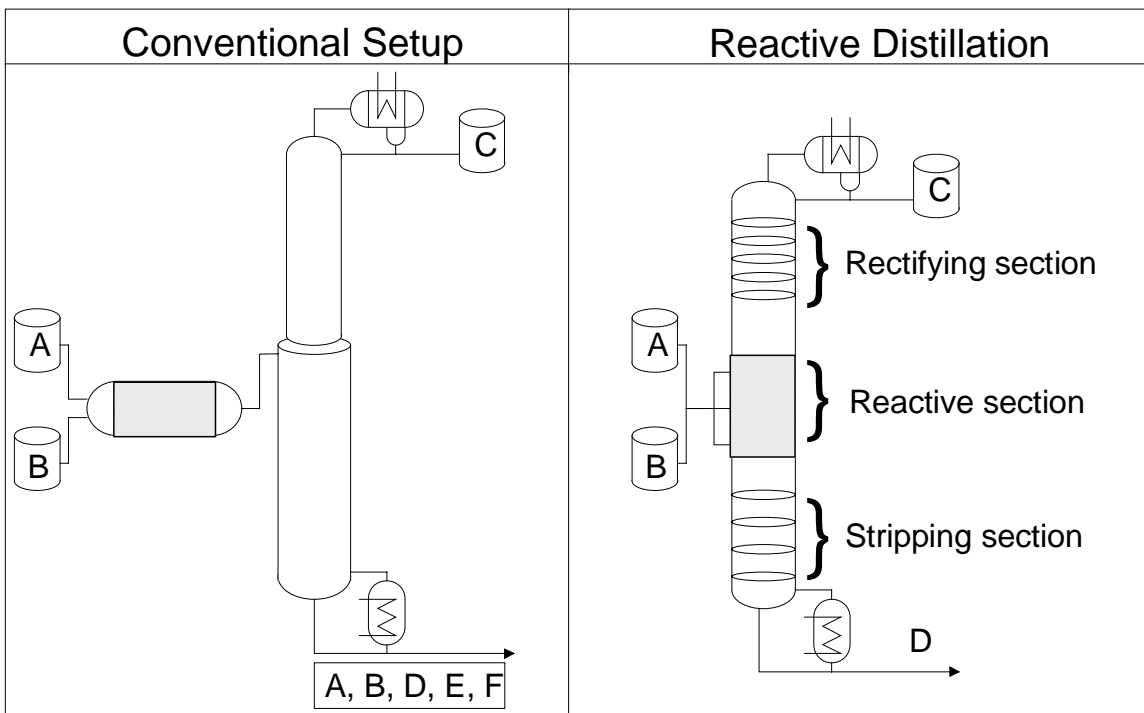 Conventional Setup
C
A
B
A, B, D, E, F
Reactive Distillation
C
Rectifying section
A
Reactive section
B
Stripping section
D